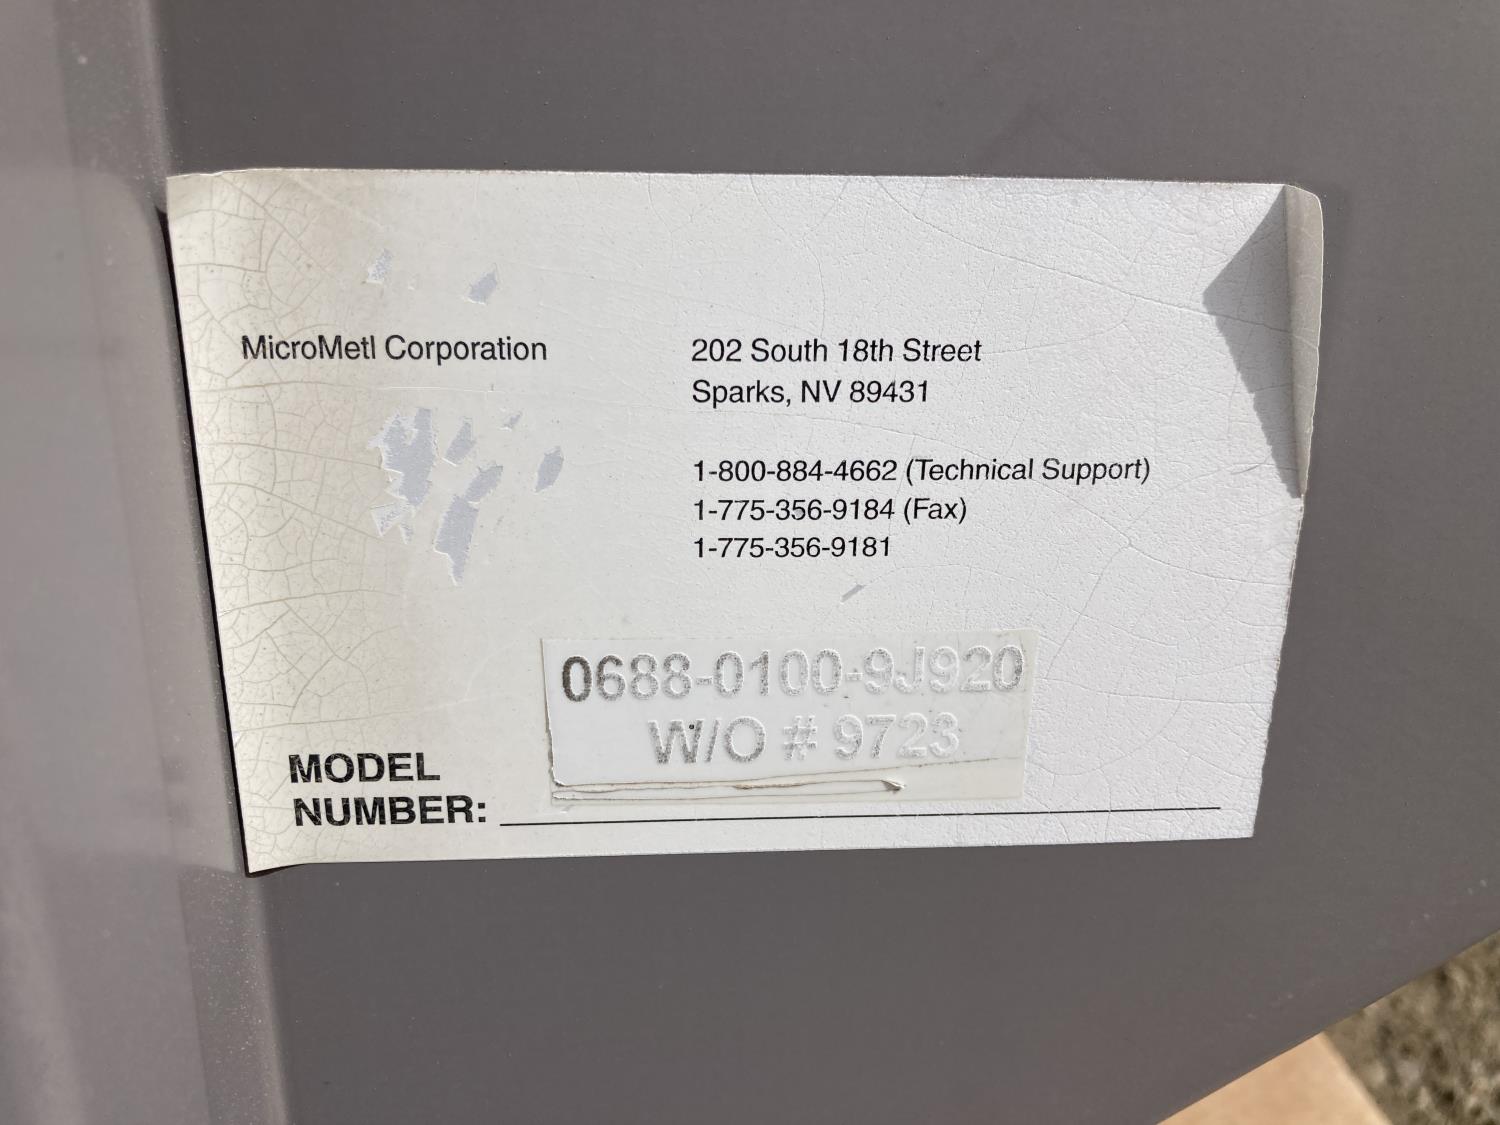 MicroMetl Corporation
202 South 18th Street
Sparks, NV 89431
1-800-884-4662 (Technical Support)
1-775-356-9184 (Fax)
1-775-356-9181
0688-0100-9J920
W/O # 9723
MODEL
NUMBER: